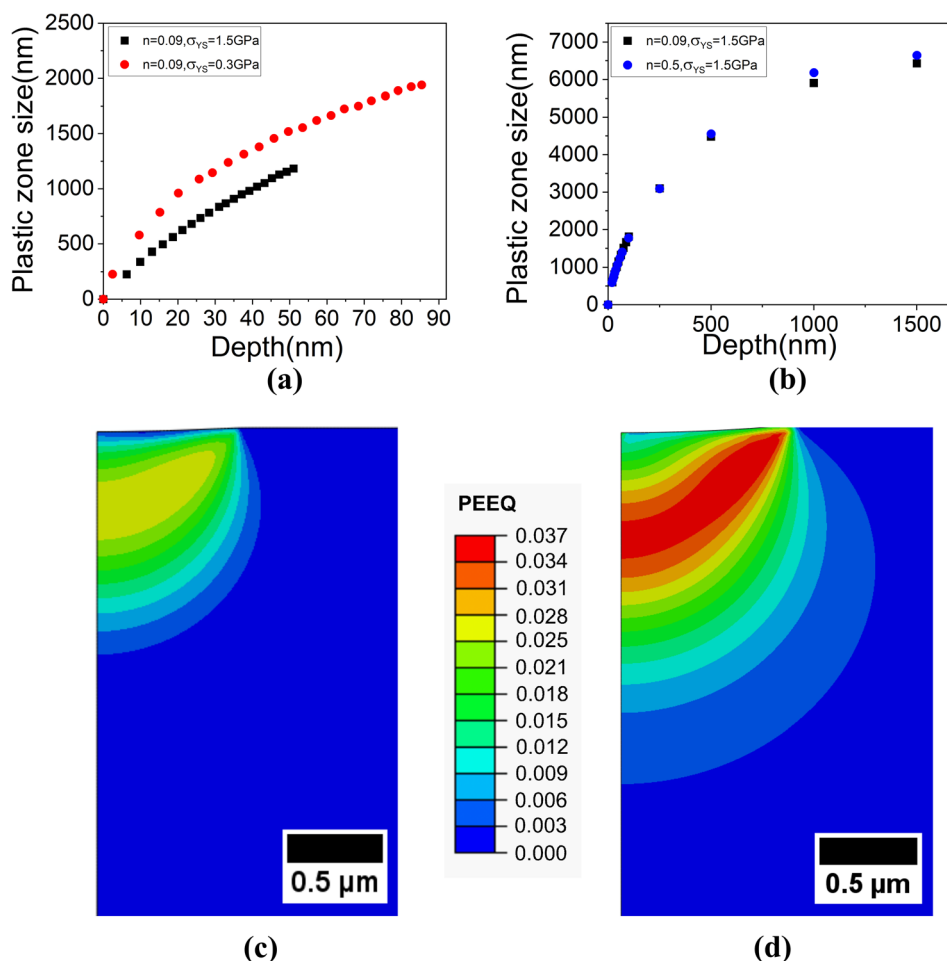 2500
2000
1500
1000
500
0
Plastic zone size(nm)
n=0.09,σYS=1.5GPa
n=0.09,σYS=0.3GPa
0 10 20 30 40 50 60 70 80 90
Depth(nm)
(a)
7000
6000
5000
4000
3000
2000
1000
0
Plastic zone size(nm)
n=0.09,σYS=1.5GPa
n=0.5,σYS=1.5GPa
0 500 1000 1500
Depth(nm)
(b)
0.5 µm
(c)
PEEQ
0.037
0.034
0.031
0.028
0.025
0.021
0.018
0.015
0.012
0.009
0.006
0.003
0.000
0.5 µm
(d)